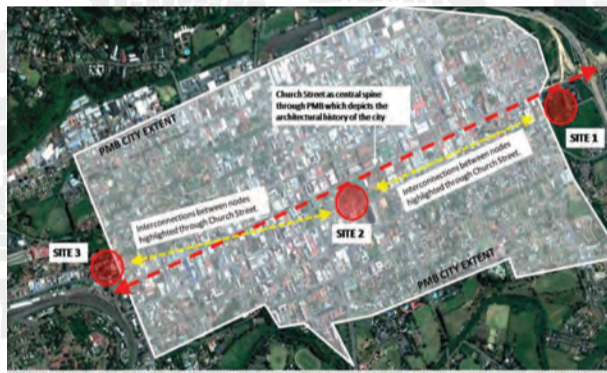 PMB CITY EXTENT
Church Street as central spine
through PMB which depicts the
architectural history of the city
SITE 1
Interconnections between nodes
highlighted through Church Street
Interconnections between nodes
highlighted through Church Street
SITE 2
SITE 3
PMB CITY EXTENT